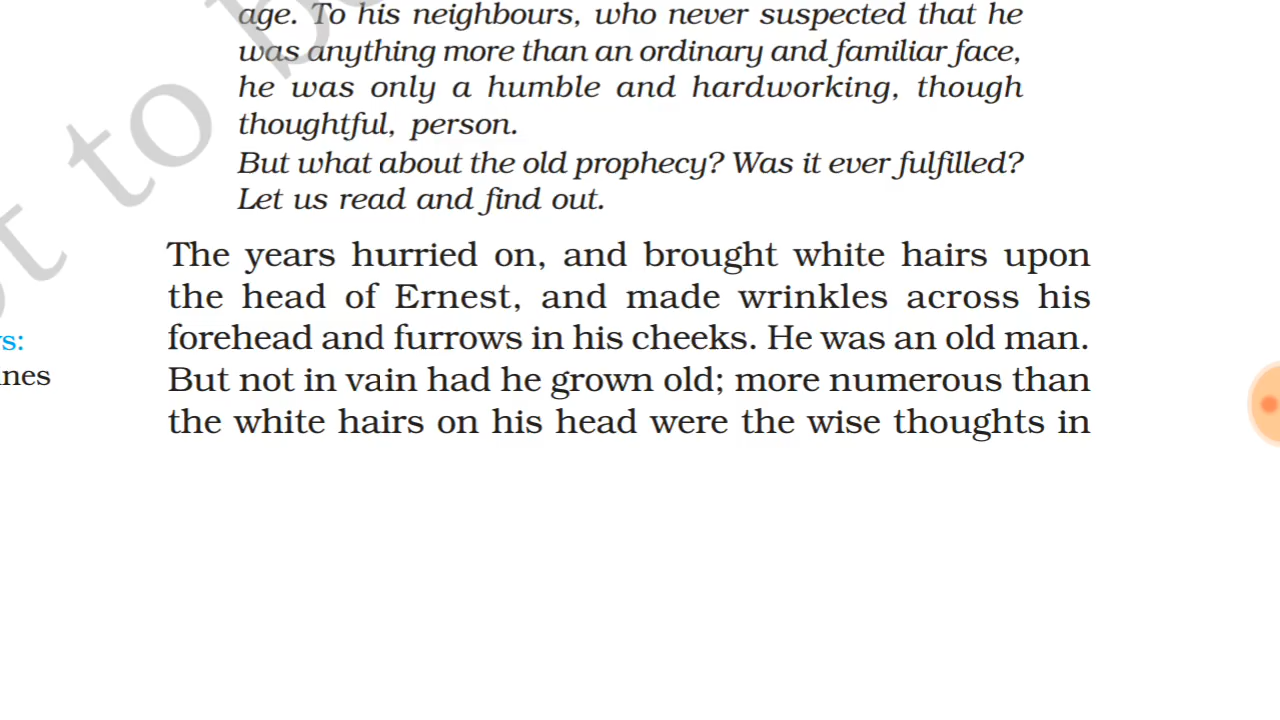 age. To his neighbours, who never suspected that he
was anything more than an ordinary and familiar face,
he was only a humble and hardworking, though
thoughtful, person.
But what about the old prophecy? Was it ever fulfilled?
Let us read and find out.
The years hurried on, and brought white hairs upon
the head of Ernest, and made wrinkles across his
forehead and furrows in his cheeks. He was an old man.
But not in vain had he grown old; more numerous than
the white hairs on his head were the wise thoughts in
to